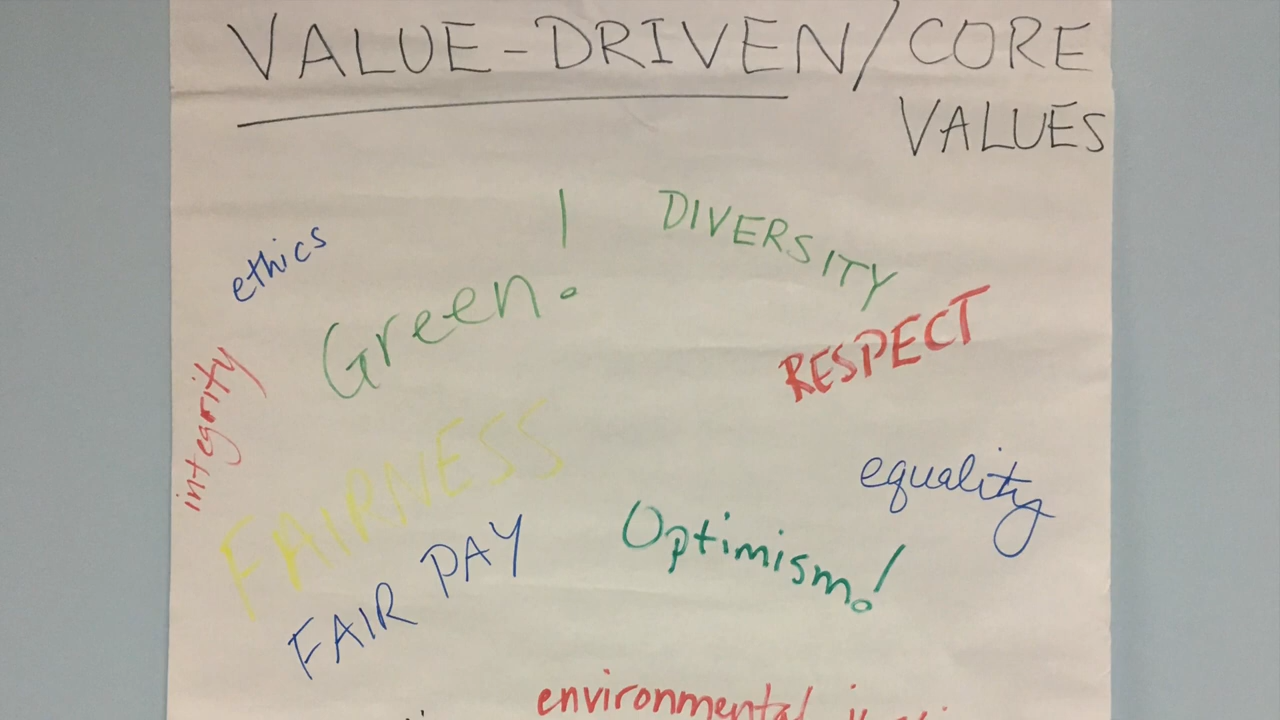 VALUE-DRIVEN/CORE
VALUES
DIVERSITY
ethics
Green!
RESPECT
integrity
FAIRNESS
equality
Optimism!
FAIR PAY
environmental